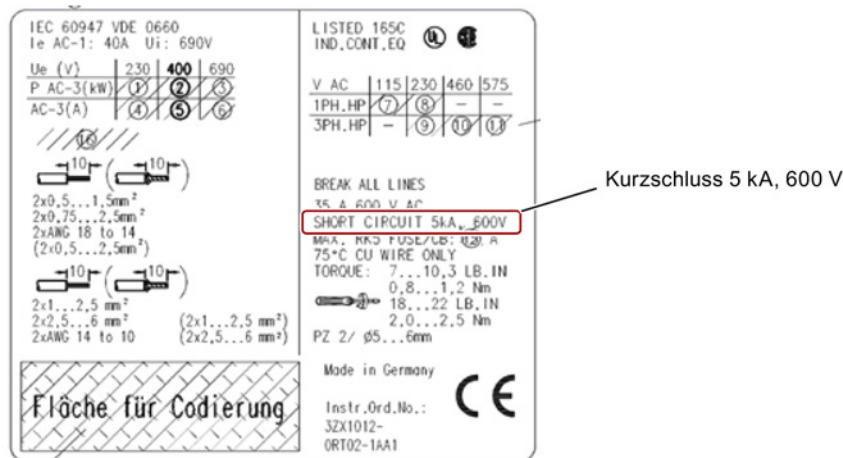 IEC 60947 VDE 0660
Ie AC-1: 40A Ui: 690V
Ue (V) 230 400 690
P AC-3(kW) 1 2 3
AC-3(A) 4 5 6
16
10 ( 10 )
2x0,5...1,5mm²
2x0,75...2,5mm²
2xAWG 18 to 14
(2x0,5...2,5mm²)
10 ( 10 )
2x1...2,5 mm²
2x2,5...6 mm² (2x1...2,5 mm²)
2xAWG 14 to 10 (2x2,5...6 mm²)
Fläche für Codierung
LISTED 165C
IND.CONT.EQ UL
V AC 115 230 460 575
1PH.HP 7 8 - -
3PH.HP - 9 10 11
BREAK ALL LINES
35 A 600 V AC
SHORT CIRCUIT 5kA, 600V
MAX. RK5 FUSE/CB: A
75°C CU WIRE ONLY
TORQUE: 7...10,3 LB.IN
0,8...1,2 Nm
18...22 LB.IN
2,0...2,5 Nm
PZ 2/ Ø5...6mm
Made in Germany
Instr.Ord.No.:
3ZX1012-
0RT02-1AA1
CE
Kurzschluss 5 kA, 600 V